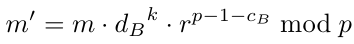 m′ = m · d_B^k · r^{p−1−c_B} mod p